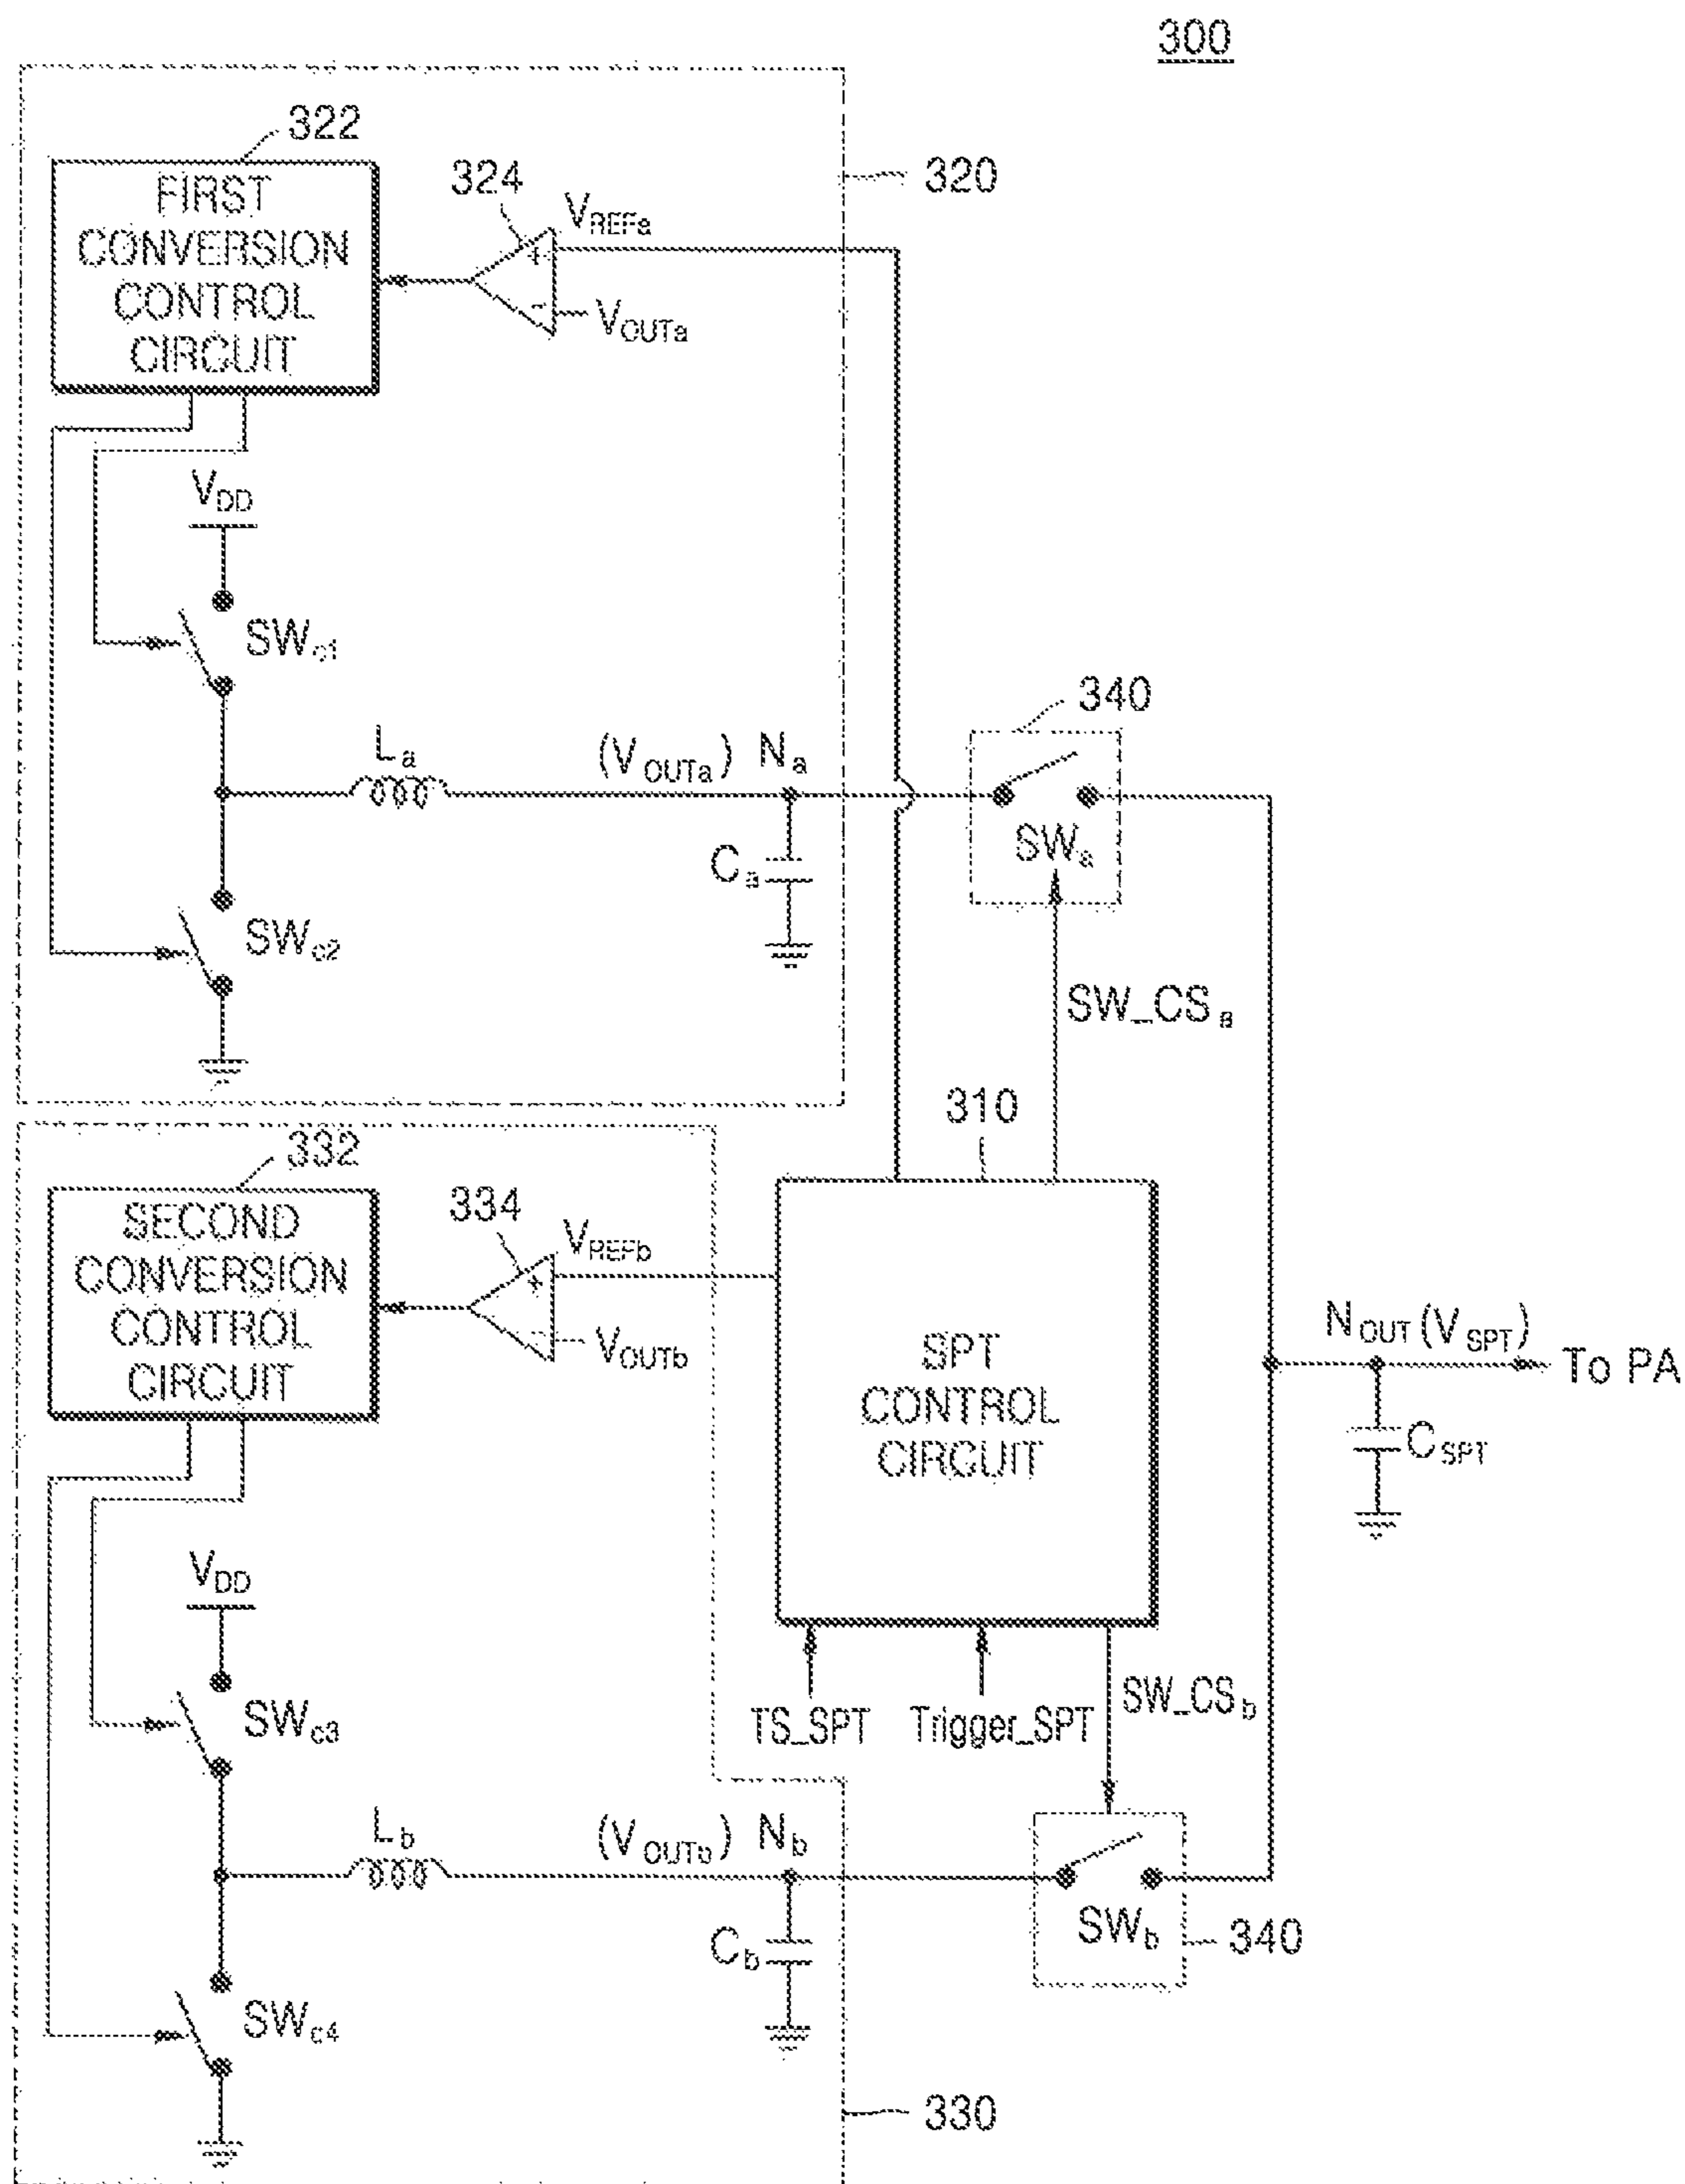 300
322
FIRST
CONVERSION
CONTROL
CIRCUIT
324
VREFa
VOUTa
320
VDD
SWc1
La
(VOUTa) Na
340
SWa
Ca
SWc2
SW_CSa
310
332
SECOND
CONVERSION
CONTROL
CIRCUIT
334
VREFb
VOUTb
SPT
CONTROL
CIRCUIT
NOUT (VSPT)
To PA
CSPT
VDD
SWc3
TS_SPT
Trigger_SPT
SW_CSb
Lb
(VOUTb) Nb
SWb
340
Cb
SWc4
330